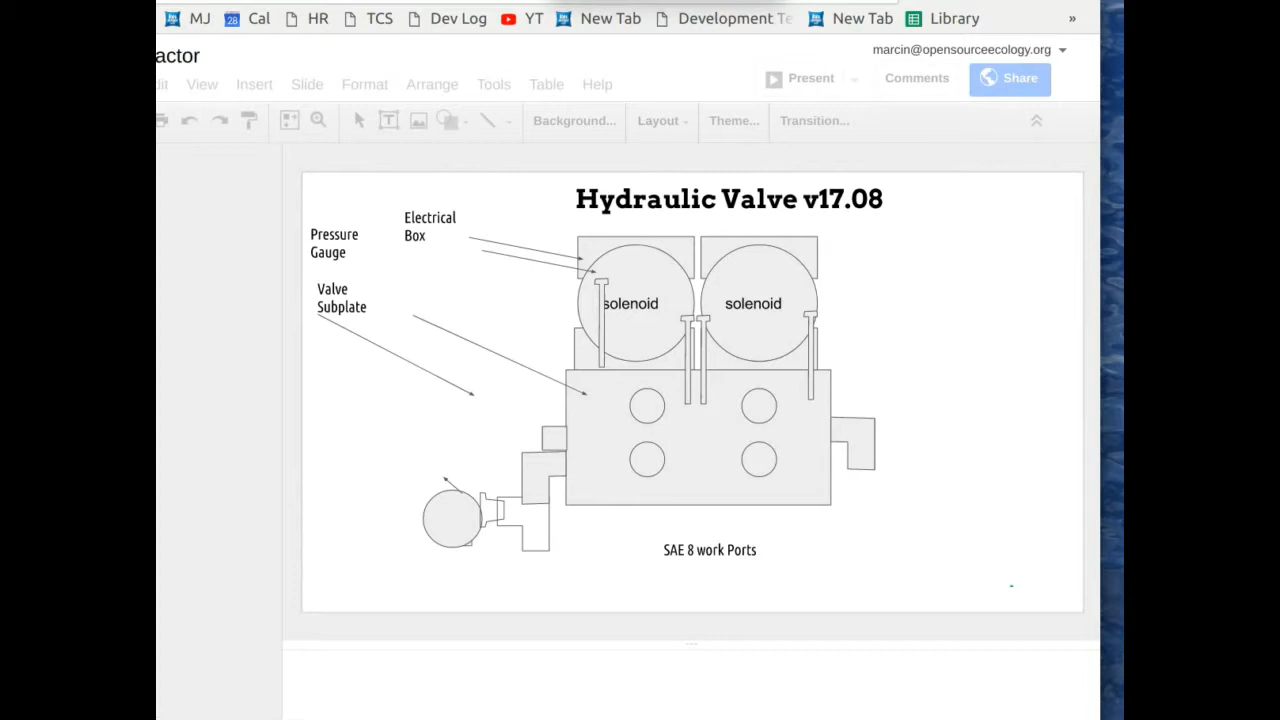 MJ Cal HR TCS Dev Log YT New Tab Development Te New Tab Library »
actor
marcin@opensourceecology.org
dit View Insert Slide Format Arrange Tools Table Help
Present Comments Share
Background... Layout Theme... Transition...
Hydraulic Valve v17.08
Electrical
Box
Pressure
Gauge
Valve
Subplate
solenoid solenoid
SAE 8 work Ports